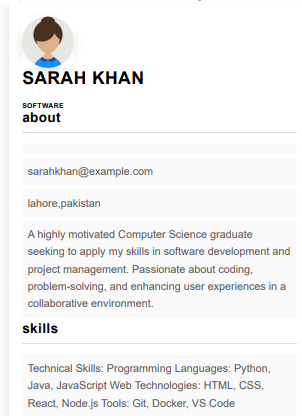 SARAH KHAN
SOFTWARE
about
sarahkhan@example.com
lahore,pakistan
A highly motivated Computer Science graduate
seeking to apply my skills in software development and
project management. Passionate about coding,
problem-solving, and enhancing user experiences in a
collaborative environment.
skills
Technical Skills: Programming Languages: Python,
Java, JavaScript Web Technologies: HTML, CSS,
React, Node.js Tools: Git, Docker, VS Code